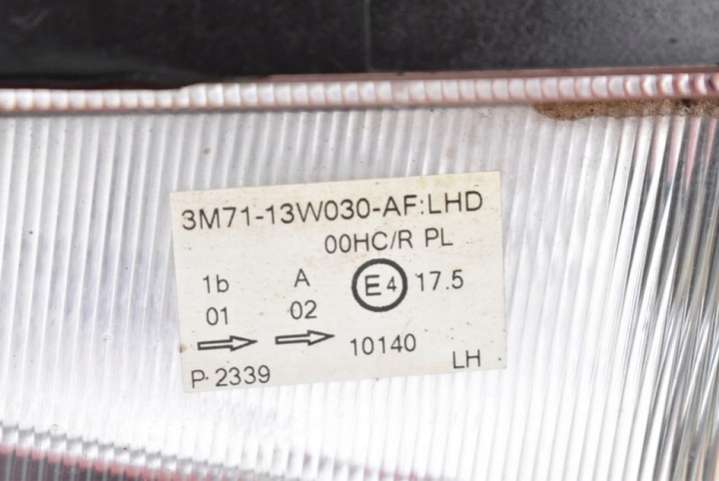 3M71-13W030-AF:LHD
00HC/R PL
1b A E4 17.5
01 02
10140
P 2339 LH